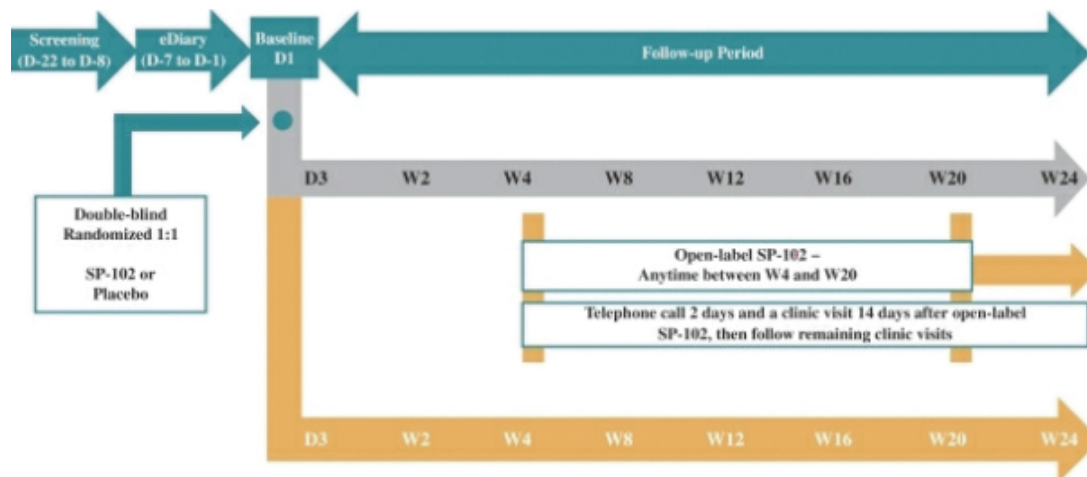 Screening
(D-22 to D-8)
eDiary
(D-7 to D-1)
Baseline
D1
Follow-up Period
D3 W2 W4 W8 W12 W16 W20 W24
Double-blind
Randomized 1:1
SP-102 or
Placebo
Open-label SP-102 –
Anytime between W4 and W20
Telephone call 2 days and a clinic visit 14 days after open-label
SP-102, then follow remaining clinic visits
D3 W2 W4 W8 W12 W16 W20 W24